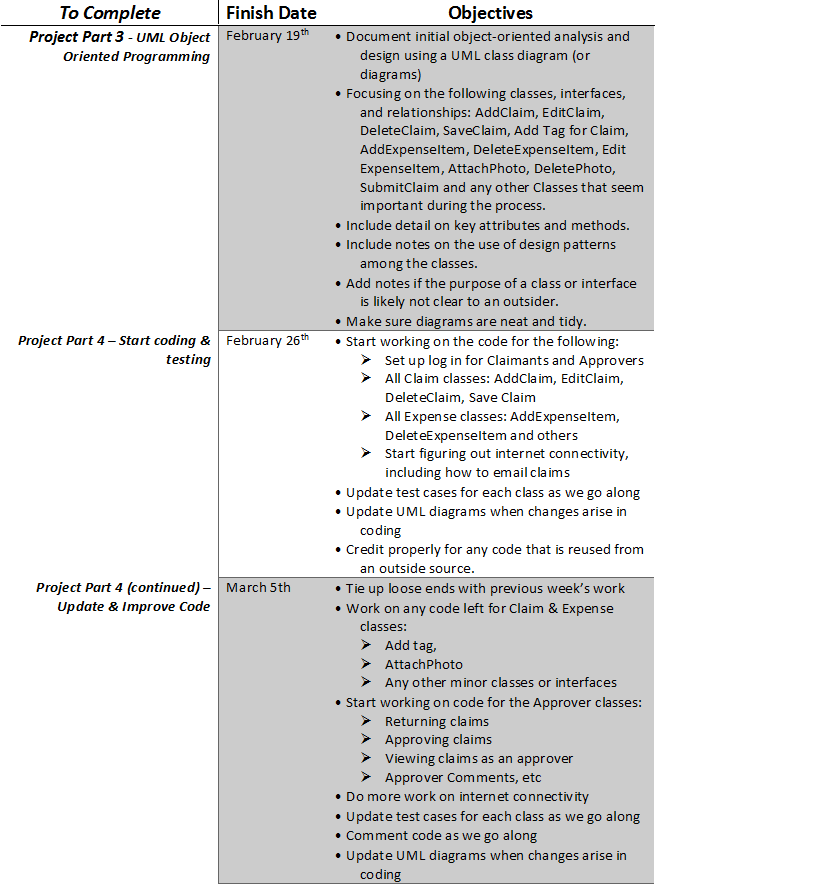 To Complete Finish Date Objectives
Project Part 3 - UML Object February 19th • Document initial object-oriented analysis and
Oriented Programming design using a UML class diagram (or
diagrams)
• Focusing on the following classes, interfaces,
and relationships: AddClaim, EditClaim,
DeleteClaim, SaveClaim, Add Tag for Claim,
AddExpenseItem, DeleteExpenseItem, Edit
ExpenseItem, AttachPhoto, DeletePhoto,
SubmitClaim and any other Classes that seem
important during the process.
• Include detail on key attributes and methods.
• Include notes on the use of design patterns
among the classes.
• Add notes if the purpose of a class or interface
is likely not clear to an outsider.
• Make sure diagrams are neat and tidy.
Project Part 4 – Start coding & February 26th • Start working on the code for the following:
testing ➢ Set up log in for Claimants and Approvers
➢ All Claim classes: AddClaim, EditClaim,
DeleteClaim, Save Claim
➢ All Expense classes: AddExpenseItem,
DeleteExpenseItem and others
➢ Start figuring out internet connectivity,
including how to email claims
• Update test cases for each class as we go along
• Update UML diagrams when changes arise in
coding
• Credit properly for any code that is reused from
an outside source.
Project Part 4 (continued) – March 5th • Tie up loose ends with previous week’s work
Update & Improve Code • Work on any code left for Claim & Expense
classes:
➢ Add tag,
➢ AttachPhoto
➢ Any other minor classes or interfaces
• Start working on code for the Approver classes:
➢ Returning claims
➢ Approving claims
➢ Viewing claims as an approver
➢ Approver Comments, etc
• Do more work on internet connectivity
• Update test cases for each class as we go along
• Comment code as we go along
• Update UML diagrams when changes arise in
coding